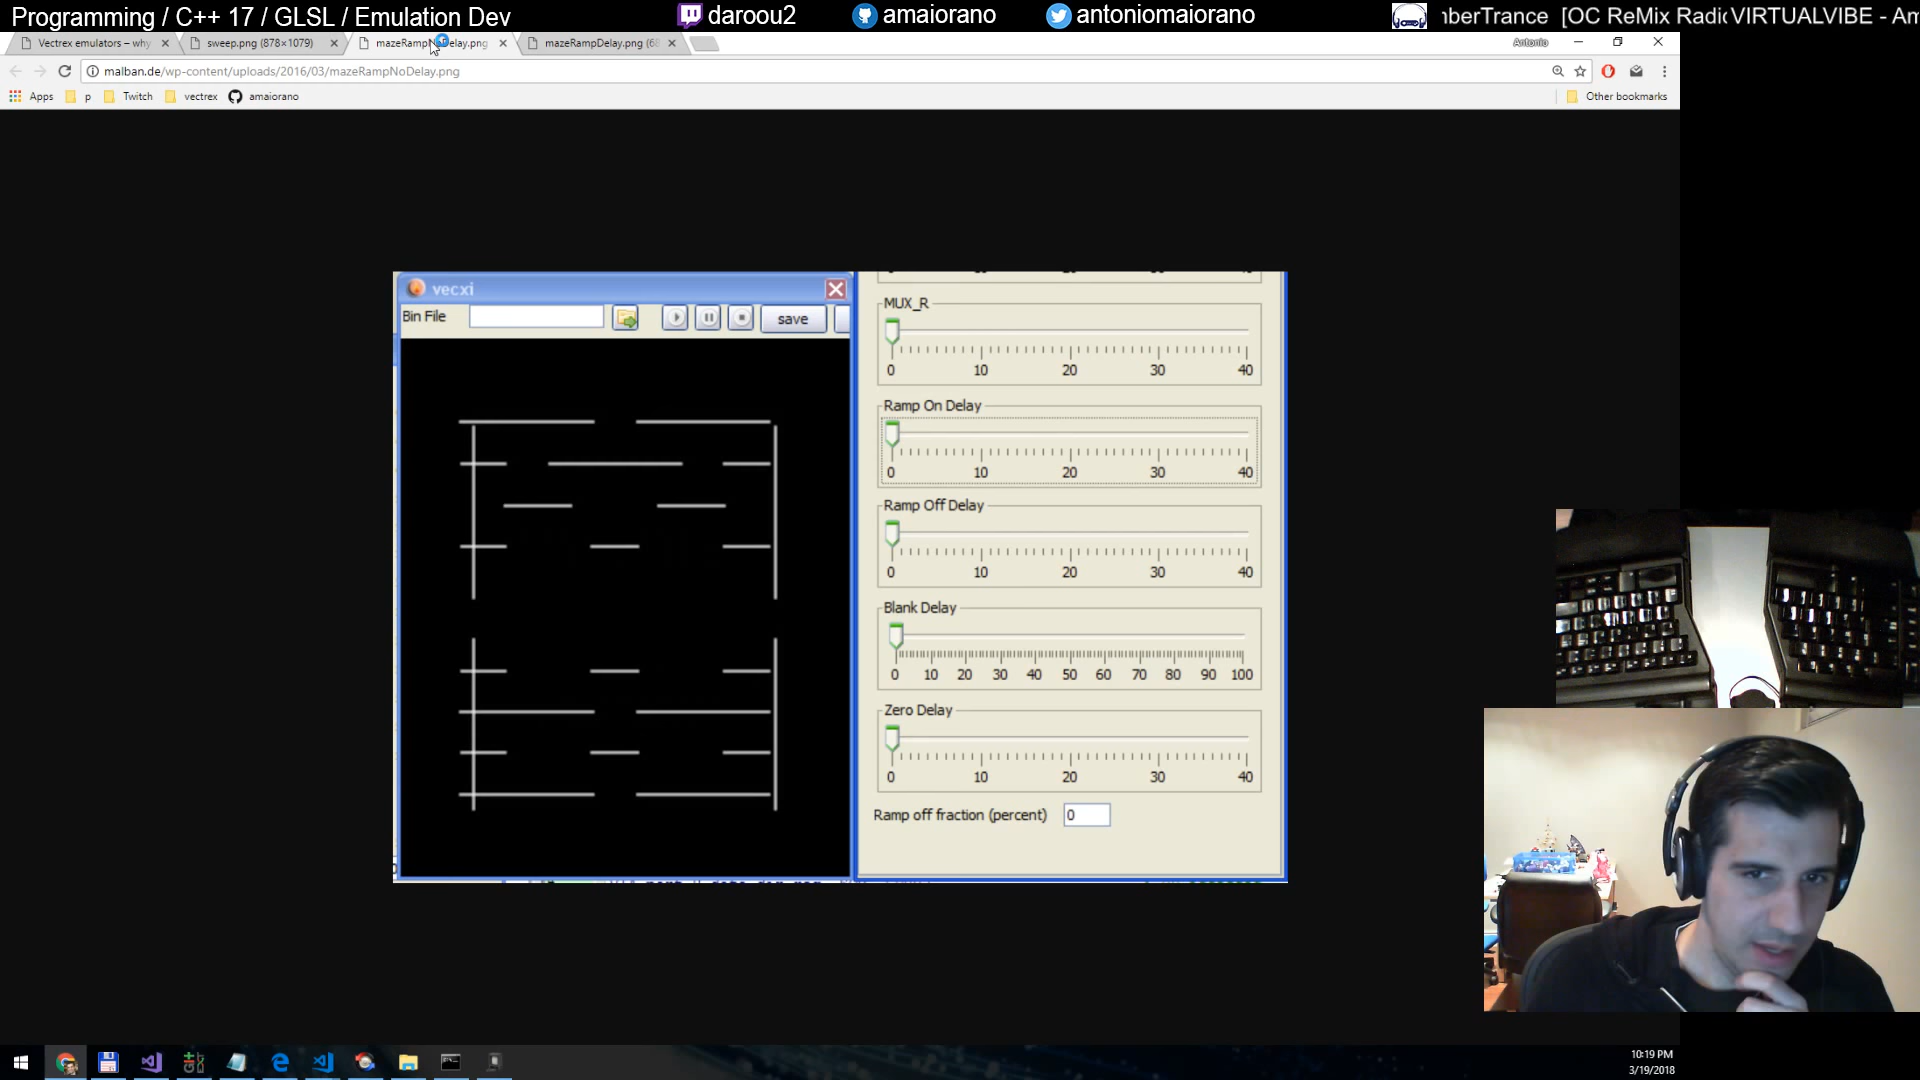 Programming / C++ 17 / GLSL / Emulation Dev
daroou2
amaiorano
antoniomaiorano
[OC ReMix Radi
VIRTUALVIBE - Am
Vectrex emulators – why
sweep.png (878×1079)
mazeRampNoDelay.png
mazeRampDelay.png (68
Antonio
malban.de/wp-content/uploads/2016/03/mazeRampNoDelay.png
Apps
p
Twitch
vectrex
amaiorano
Other bookmarks
vecxi
Bin File
save
MUX_R
0 10 20 30 40
Ramp On Delay
0 10 20 30 40
Ramp Off Delay
0 10 20 30 40
Blank Delay
0 10 20 30 40 50 60 70 80 90 100
Zero Delay
0 10 20 30 40
Ramp off fraction (percent) 0
10:19 PM
3/19/2018